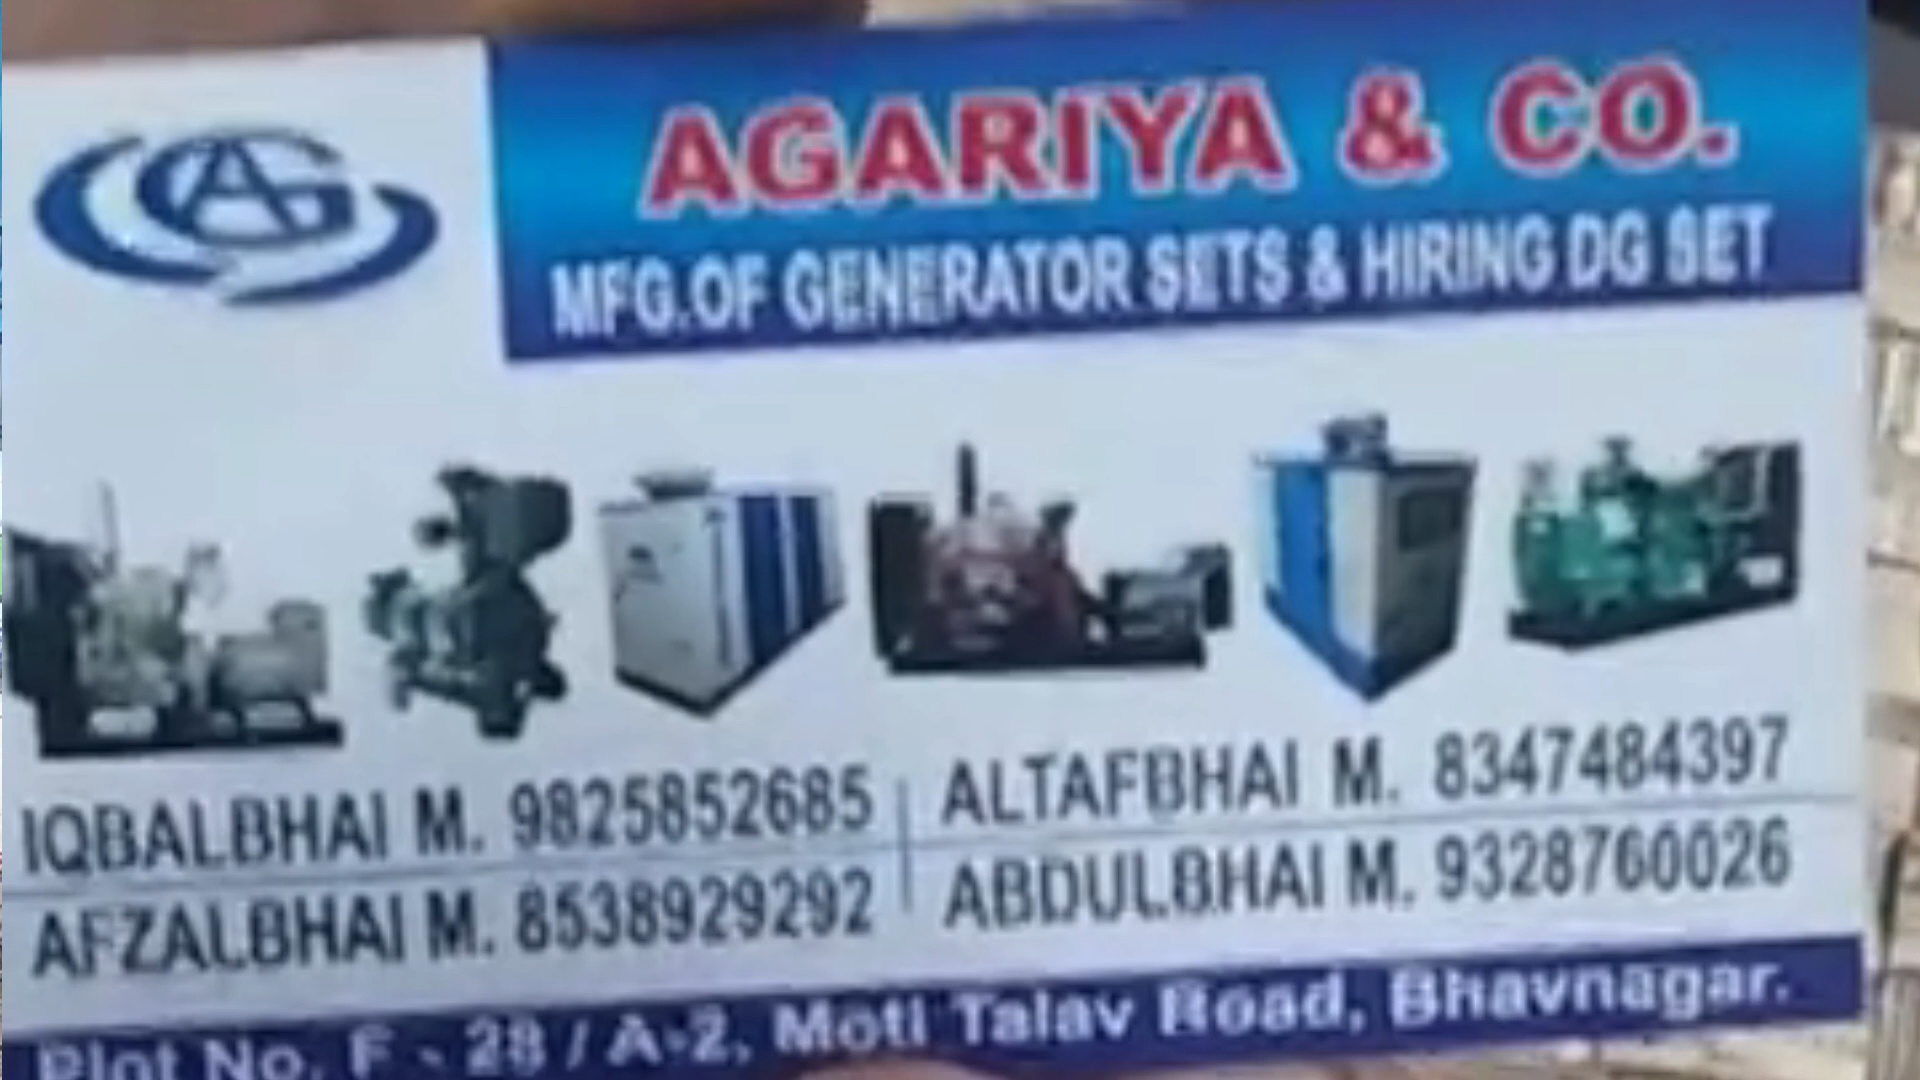 AG
AGARIYA & CO.
MFG.OF GENERATOR SETS & HIRING DG SET
IQBALBHAI M. 9825852685
ALTAFBHAI M. 8347484397
AFZALBHAI M. 8538929292
ABDULBHAI M. 9328760026
Plot No. F - 28 / A-2, Moti Talav Road, Bhavnagar.